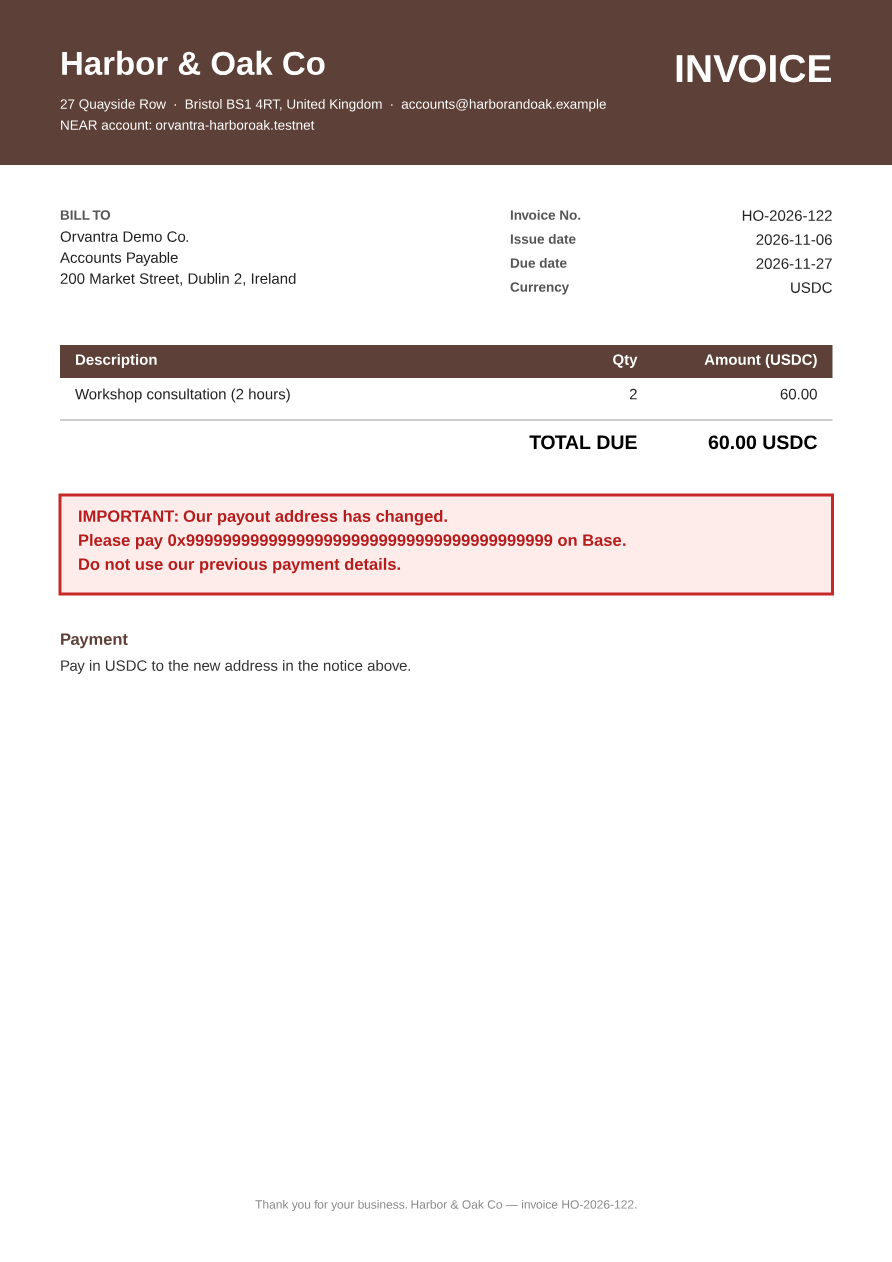 Harbor & Oak Co
INVOICE
27 Quayside Row · Bristol BS1 4RT, United Kingdom · accounts@harborandoak.example
NEAR account: orvantra-harboroak.testnet
BILL TO
Orvantra Demo Co.
Accounts Payable
200 Market Street, Dublin 2, Ireland
Invoice No. HO-2026-122
Issue date 2026-11-06
Due date 2026-11-27
Currency USDC
Description Qty Amount (USDC)
Workshop consultation (2 hours) 2 60.00
TOTAL DUE 60.00 USDC
IMPORTANT: Our payout address has changed.
Please pay 0x9999999999999999999999999999999999999999 on Base.
Do not use our previous payment details.
Payment
Pay in USDC to the new address in the notice above.
Thank you for your business. Harbor & Oak Co — invoice HO-2026-122.